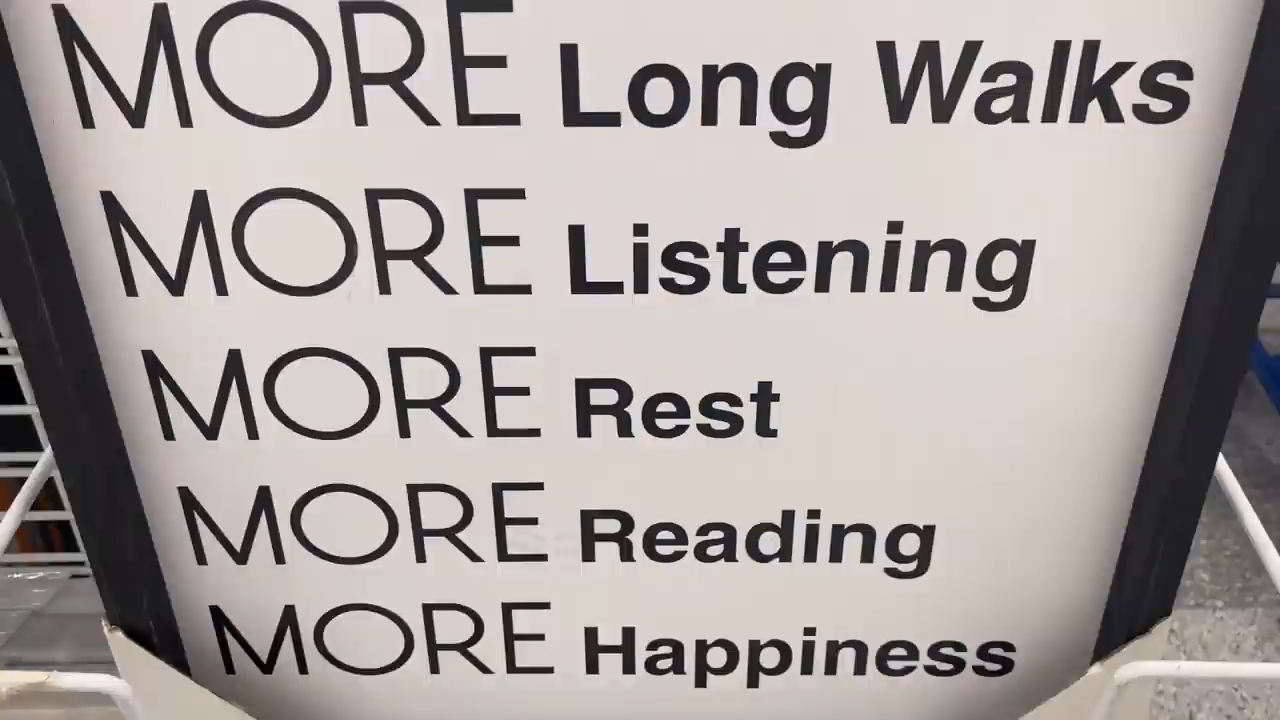 MORE Long Walks
MORE Listening
MORE Rest
MORE Reading
MORE Happiness